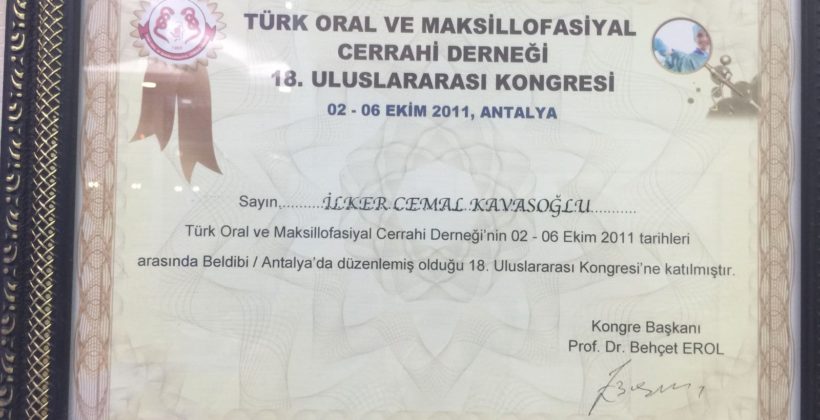 TÜRK ORAL VE MAKSİLLOFASİYAL
CERRAHİ DERNEĞİ
18. ULUSLARARASI KONGRESİ
02 - 06 EKİM 2011, ANTALYA
Sayın,..........İLKER CEMAL KAVASOĞLU...........
Türk Oral ve Maksillofasiyal Cerrahi Derneği'nin 02 - 06 Ekim 2011 tarihleri
arasında Beldibi / Antalya'da düzenlemiş olduğu 18. Uluslararası Kongresi'ne katılmıştır.
Kongre Başkanı
Prof. Dr. Behçet EROL